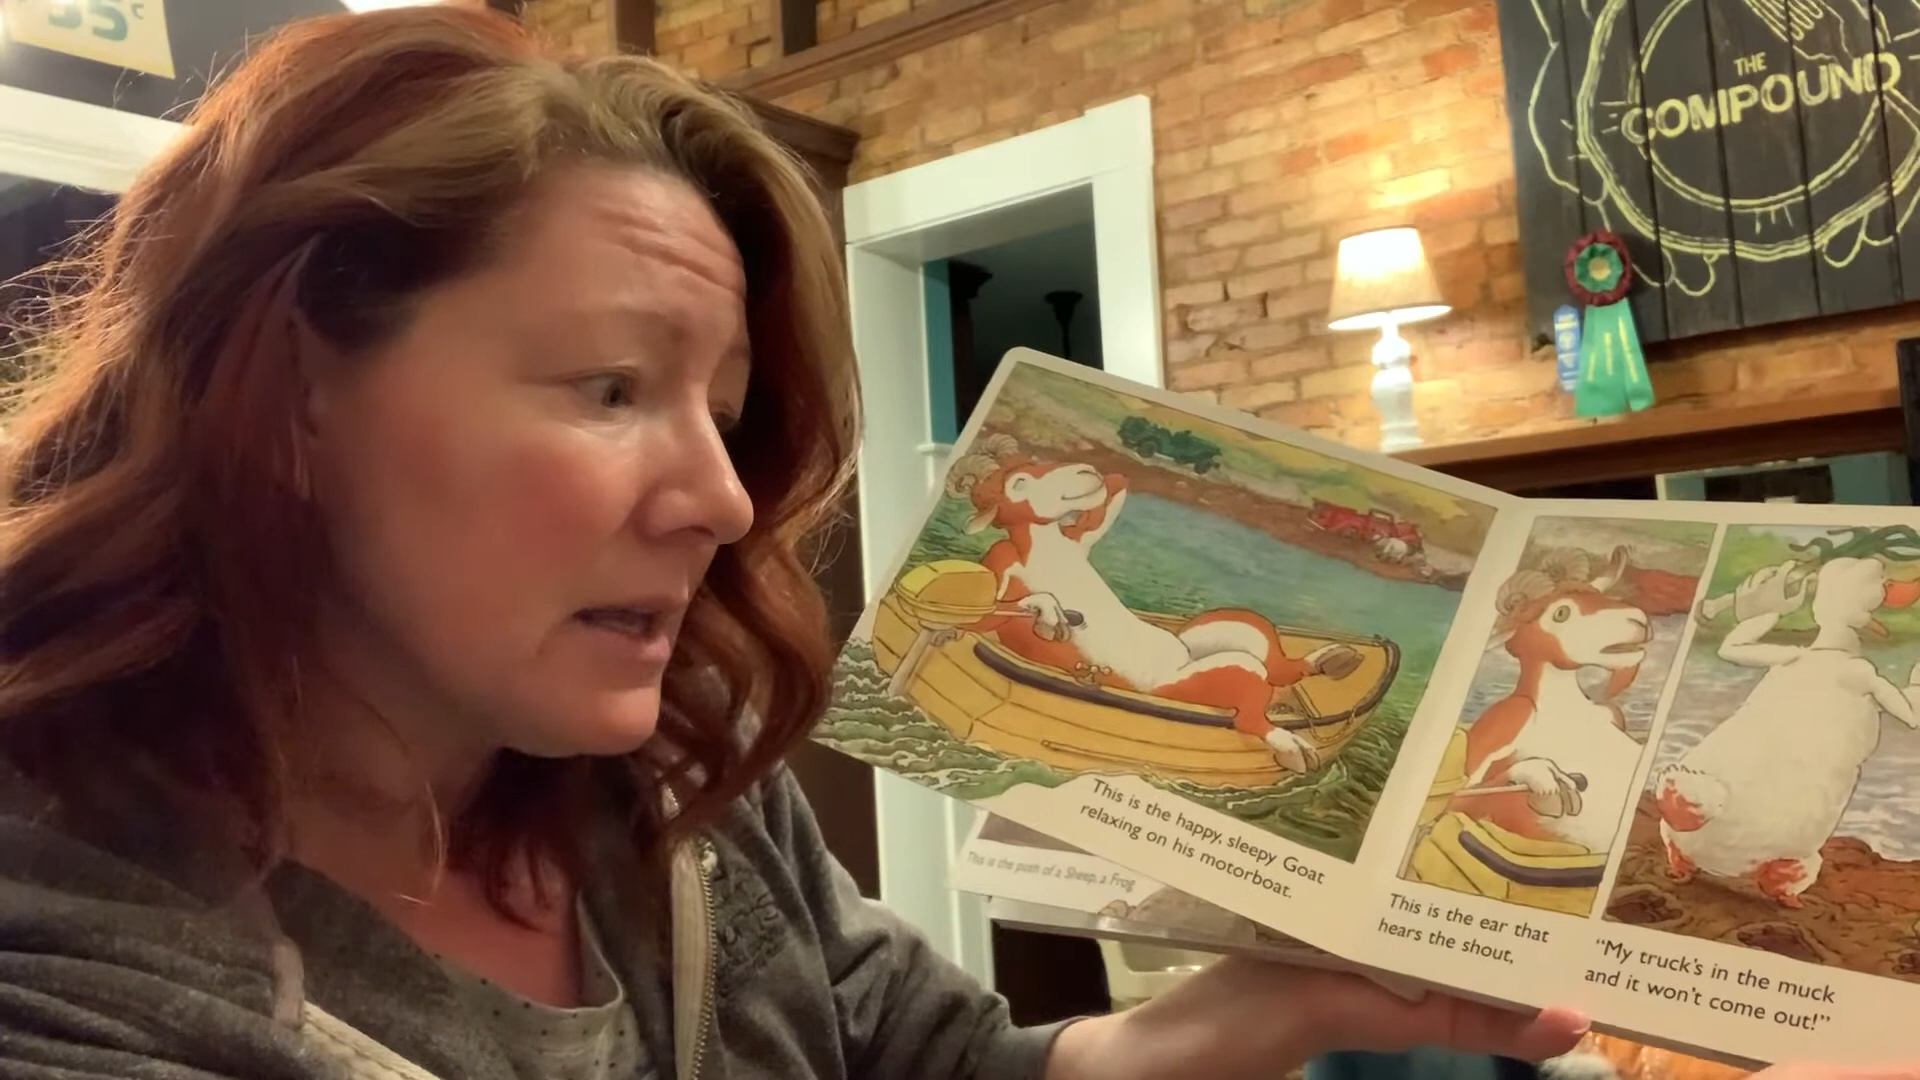 35¢
THE
COMPOUND
This is the happy, sleepy Goat
relaxing on his motorboat.
This is the push of a Sheep, a Frog
This is the ear that
hears the shout,
“My truck’s in the muck
and it won’t come out!”